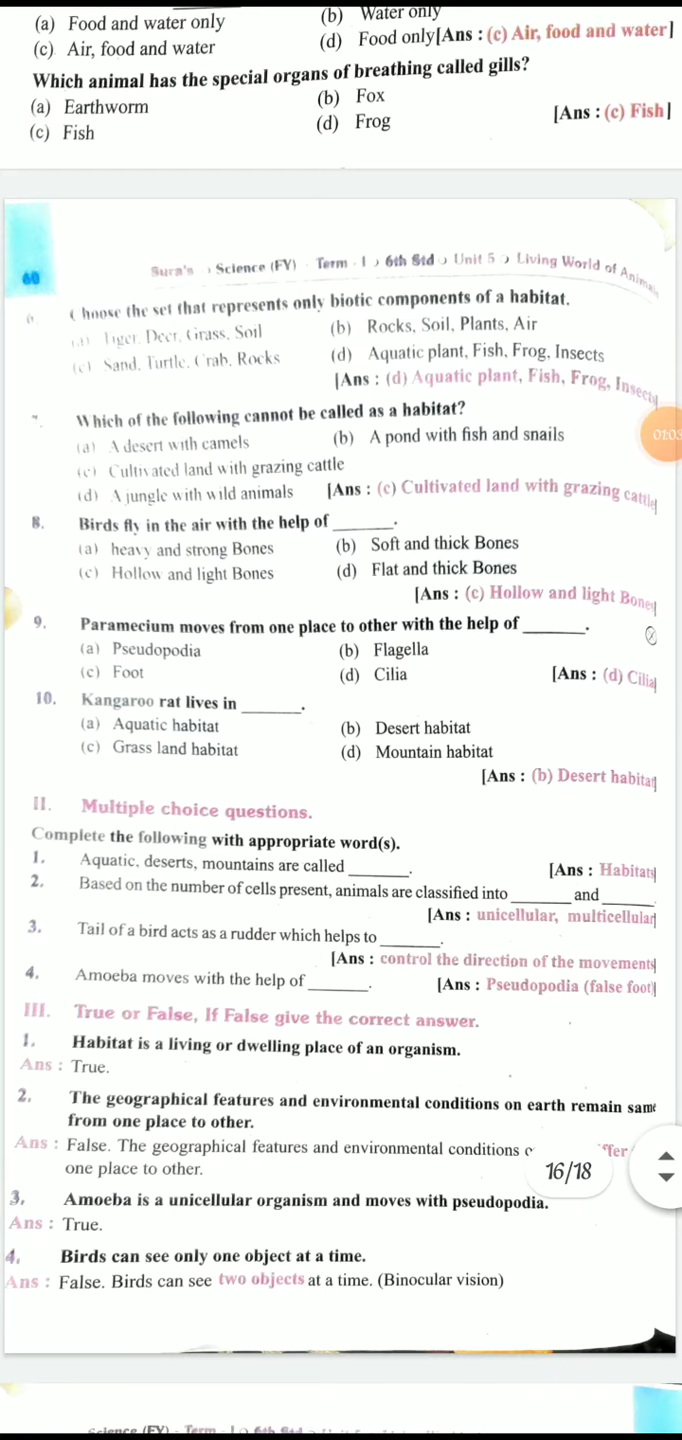 (a) Food and water only (b) Water only
(c) Air, food and water (d) Food only[Ans : (c) Air, food and water]
Which animal has the special organs of breathing called gills?
(a) Earthworm (b) Fox
(c) Fish (d) Frog [Ans : (c) Fish]
60 Sura's Science (FY) Term - I 6th Std Unit 5 Living World of Animals
6. Choose the set that represents only biotic components of a habitat.
(a) Tiger, Deer, Grass, Soil (b) Rocks, Soil, Plants, Air
(c) Sand, Turtle, Crab, Rocks (d) Aquatic plant, Fish, Frog, Insects
[Ans : (d) Aquatic plant, Fish, Frog, Insects]
7. Which of the following cannot be called as a habitat?
(a) A desert with camels (b) A pond with fish and snails
01:03
(c) Cultivated land with grazing cattle
(d) A jungle with wild animals [Ans : (c) Cultivated land with grazing cattle]
8. Birds fly in the air with the help of ______.
(a) heavy and strong Bones (b) Soft and thick Bones
(c) Hollow and light Bones (d) Flat and thick Bones
[Ans : (c) Hollow and light Bones]
9. Paramecium moves from one place to other with the help of ______.
(a) Pseudopodia (b) Flagella
(c) Foot (d) Cilia [Ans : (d) Cilia]
10. Kangaroo rat lives in ______.
(a) Aquatic habitat (b) Desert habitat
(c) Grass land habitat (d) Mountain habitat
[Ans : (b) Desert habitat]
II. Multiple choice questions.
Complete the following with appropriate word(s).
1. Aquatic, deserts, mountains are called ______. [Ans : Habitats]
2. Based on the number of cells present, animals are classified into ______ and ______.
[Ans : unicellular, multicellular]
3. Tail of a bird acts as a rudder which helps to ______.
[Ans : control the direction of the movements]
4. Amoeba moves with the help of ______. [Ans : Pseudopodia (false foot)]
III. True or False, If False give the correct answer.
1. Habitat is a living or dwelling place of an organism.
Ans : True.
2. The geographical features and environmental conditions on earth remain same
from one place to other.
Ans : False. The geographical features and environmental conditions
one place to other. 16/18
3. Amoeba is a unicellular organism and moves with pseudopodia.
Ans : True.
4. Birds can see only one object at a time.
Ans : False. Birds can see two objects at a time. (Binocular vision)
Science (FY) - Term - I 6th Std